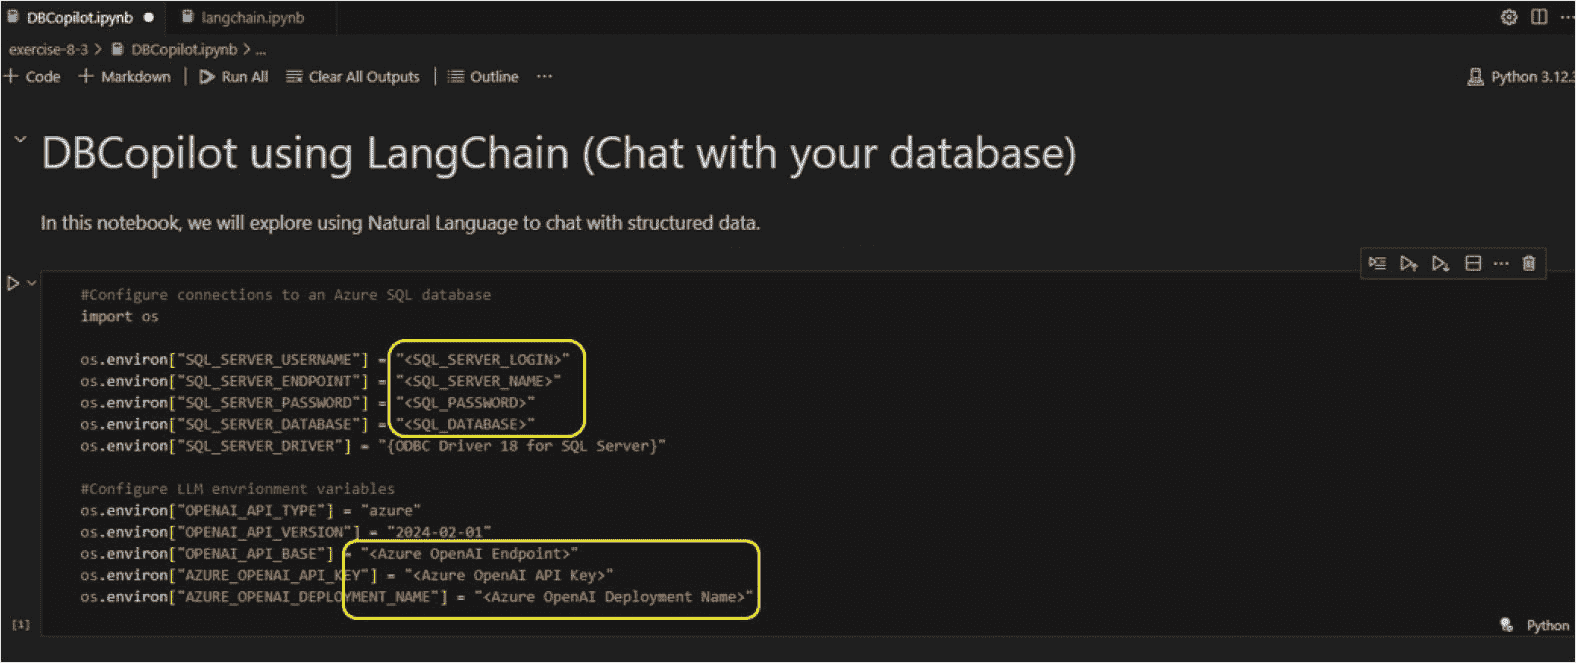 DBCopilot.ipynb ● langchain.ipynb
exercise-8-3 > DBCopilot.ipynb > ...
+ Code + Markdown | Run All Clear All Outputs | Outline ... Python 3.12.3
DBCopilot using LangChain (Chat with your database)
In this notebook, we will explore using Natural Language to chat with structured data.
#Configure connections to an Azure SQL database
import os
os.environ["SQL_SERVER_USERNAME"] = "<SQL_SERVER_LOGIN>"
os.environ["SQL_SERVER_ENDPOINT"] = "<SQL_SERVER_NAME>"
os.environ["SQL_SERVER_PASSWORD"] = "<SQL_PASSWORD>"
os.environ["SQL_SERVER_DATABASE"] = "<SQL_DATABASE>"
os.environ["SQL_SERVER_DRIVER"] = "{ODBC Driver 18 for SQL Server}"
#Configure LLM envrionment variables
os.environ["OPENAI_API_TYPE"] = "azure"
os.environ["OPENAI_API_VERSION"] = "2024-02-01"
os.environ["OPENAI_API_BASE"] = "<Azure OpenAI Endpoint>"
os.environ["AZURE_OPENAI_API_KEY"] = "<Azure OpenAI API Key>"
os.environ["AZURE_OPENAI_DEPLOYMENT_NAME"] = "<Azure OpenAI Deployment Name>"
[1] Python